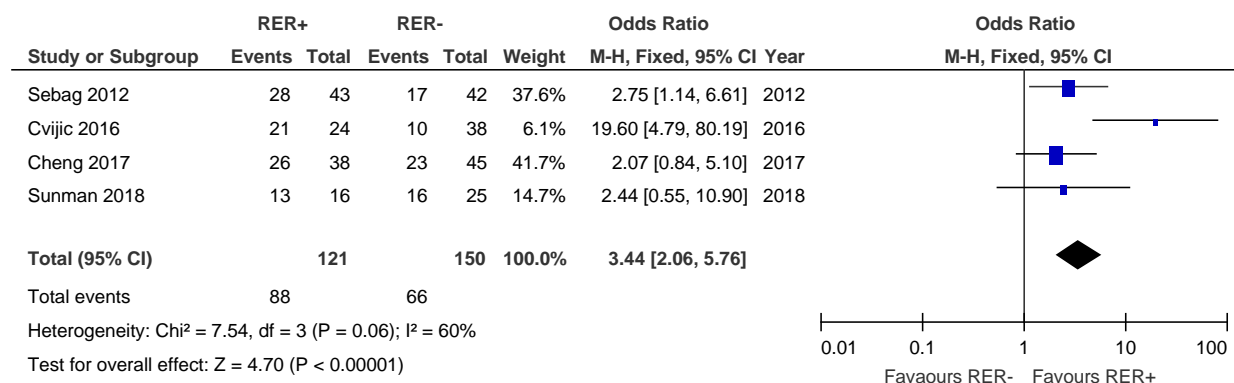 RER+ RER- Odds Ratio Odds Ratio
Study or Subgroup Events Total Events Total Weight M-H, Fixed, 95% CI Year M-H, Fixed, 95% CI
Sebag 2012 28 43 17 42 37.6% 2.75 [1.14, 6.61] 2012
Cvijic 2016 21 24 10 38 6.1% 19.60 [4.79, 80.19] 2016
Cheng 2017 26 38 23 45 41.7% 2.07 [0.84, 5.10] 2017
Sunman 2018 13 16 16 25 14.7% 2.44 [0.55, 10.90] 2018
Total (95% CI) 121 150 100.0% 3.44 [2.06, 5.76]
Total events 88 66
Heterogeneity: Chi² = 7.54, df = 3 (P = 0.06); I² = 60%
Test for overall effect: Z = 4.70 (P < 0.00001)
0.01 0.1 1 10 100
Favaours RER- Favours RER+